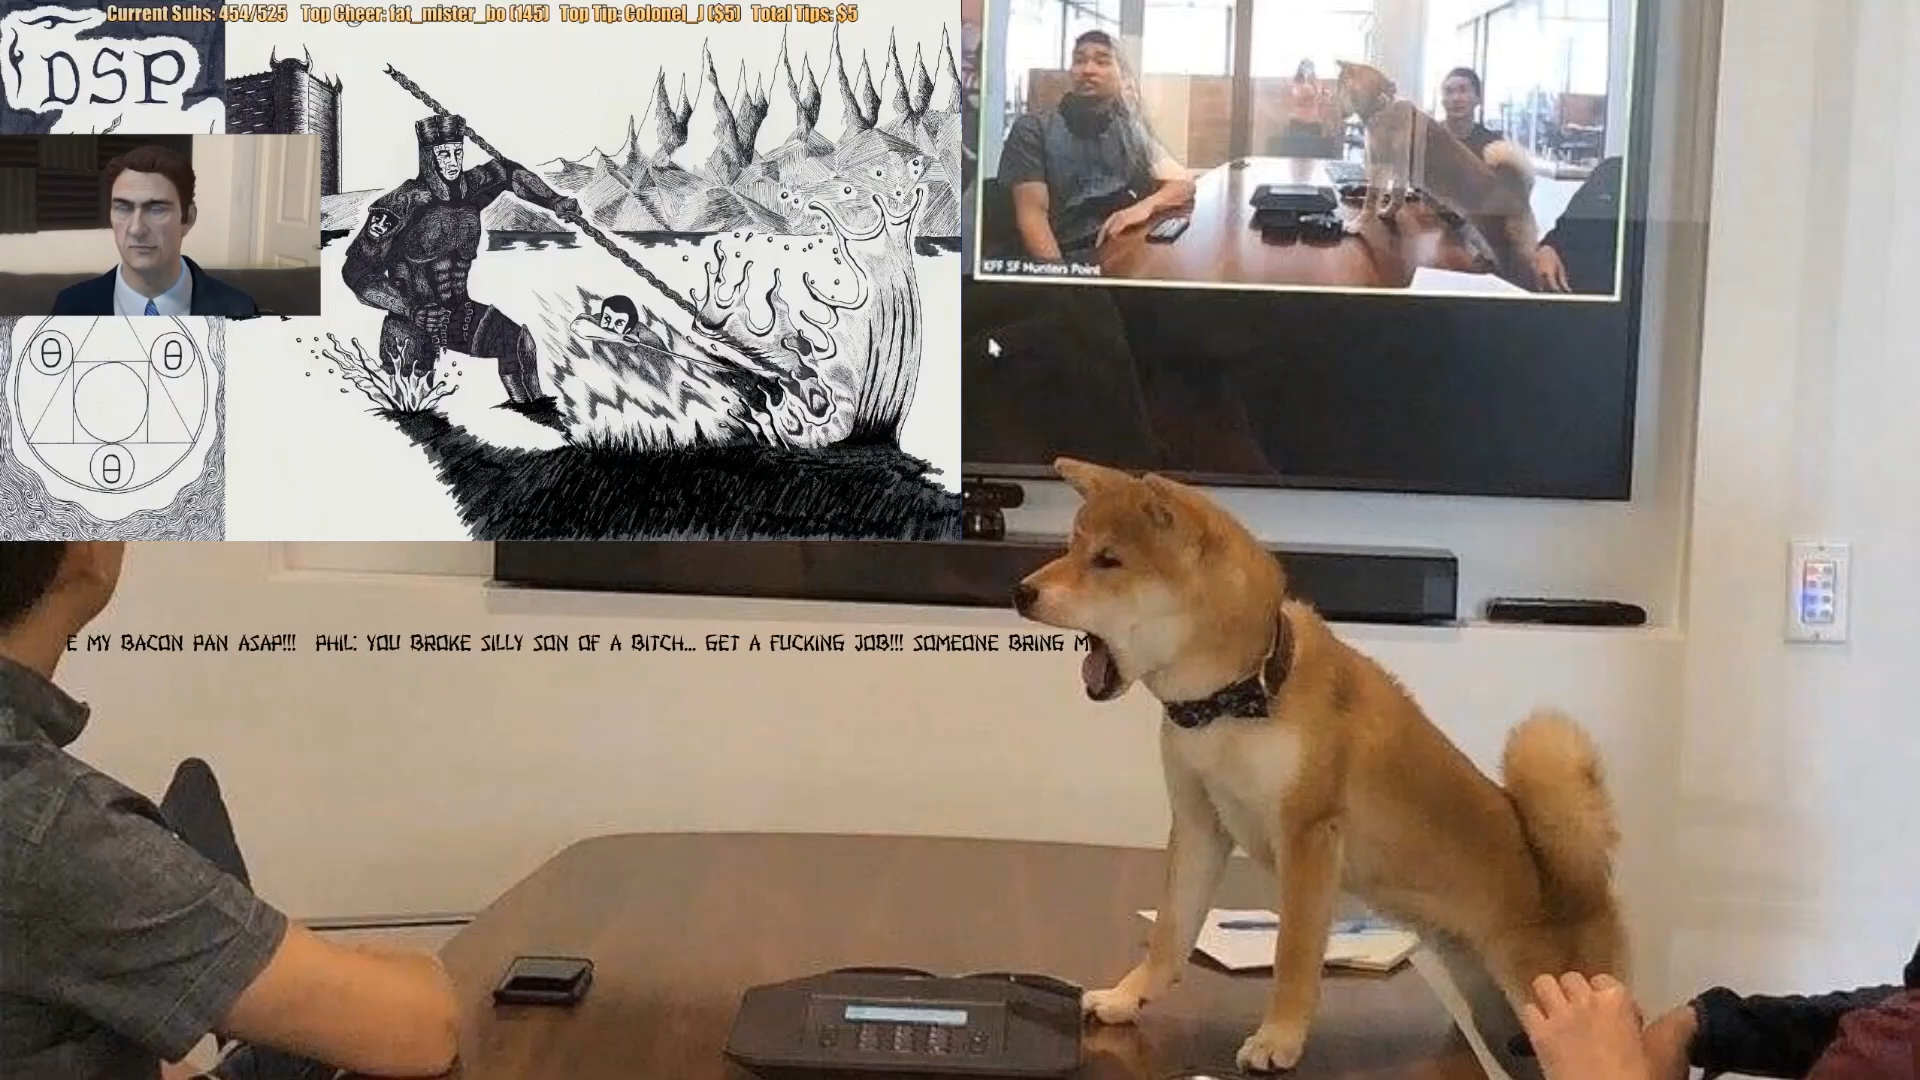 Current Subs: 454/525 Top Cheer: fat_mister_bo (145) Top Tip: Colonel_J ($5) Total Tips: $5
DSP
θ θ
θ
KFF SF Hunters Point
E MY BACON PAN ASAP!!! PHIL: YOU BROKE SILLY SON OF A BITCH... GET A FUCKING JOB!!! SOMEONE BRING M